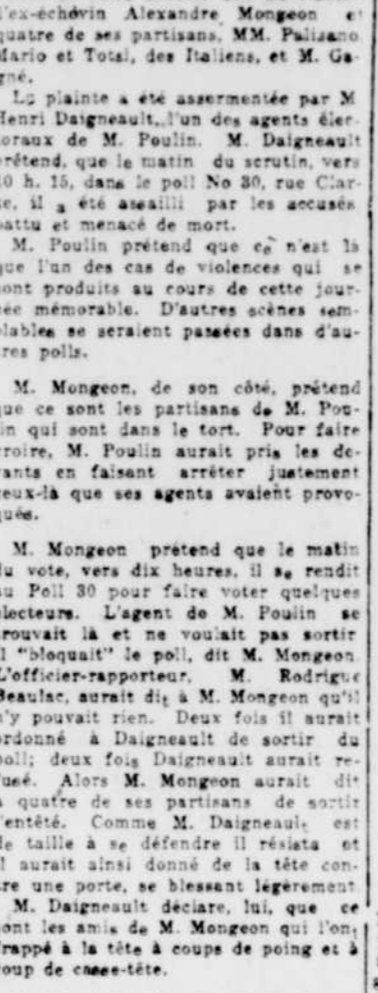 l'ex-échevin Alexandre Mongeon et
quatre de ses partisans, MM. Palisano
Mario et Total, des Italiens, et M. Ga-
gné.
La plainte a été assermentée par M
Henri Daigneault, l'un des agents élec-
toraux de M. Poulin. M. Daigneault
prétend, que le matin du scrutin, vers
10 h. 15, dans le poll No 30, rue Clar-
ke, il a été assailli par les accusés
battu et menacé de mort.
M. Poulin prétend que ce n'est là
que l'un des cas de violences qui se
sont produits au cours de cette jour-
née mémorable. D'autres scènes sem-
blables se seraient passées dans d'au-
tres polls.
M. Mongeon, de son côté, prétend
que ce sont les partisans de M. Pou-
lin qui sont dans le tort. Pour faire
croire, M. Poulin aurait pris les de-
vants en faisant arrêter justement
ceux-là que ses agents avaient provo-
qués.
M. Mongeon prétend que le matin
du vote, vers dix heures, il se rendit
au Poll 30 pour faire voter quelques
électeurs. L'agent de M. Poulin se
trouvait là et ne voulait pas sortir
il "bloquait" le poll, dit M. Mongeon
L'officier-rapporteur, M. Rodrigue
Beaulac, aurait dit à M. Mongeon qu'il
n'y pouvait rien. Deux fois il aurait
ordonné à Daigneault de sortir du
poll; deux fois Daigneault aurait re-
fusé. Alors M. Mongeon aurait dit
à quatre de ses partisans de sortir
l'entêté. Comme M. Daigneault est
de taille à se défendre il résista et
il aurait ainsi donné de la tête con-
tre une porte, se blessant légèrement
M. Daigneault déclare, lui, que ce
sont les amis de M. Mongeon qui l'ont
frappé à la tête à coups de poing et à
coup de casse-tête.